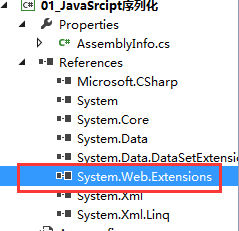 01_JavaSrcipt序列化
Properties
AssemblyInfo.cs
References
Microsoft.CSharp
System
System.Core
System.Data
System.Data.DataSetExtensi
System.Web.Extensions
System.Xml
System.Xml.Linq